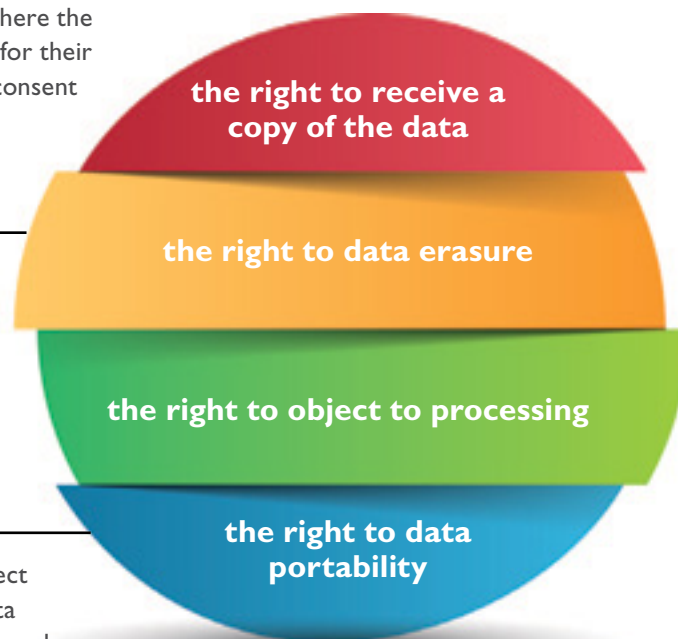 here the
for their
consent
the right to receive a
copy of the data
the right to data erasure
the right to object to processing
the right to data
portability
ect
ta